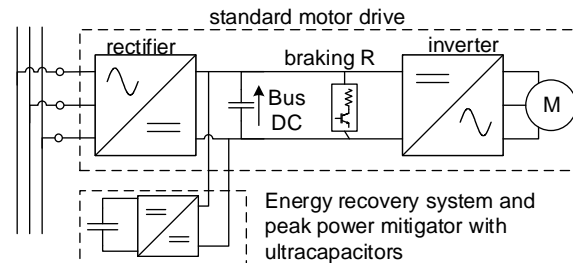 standard motor drive
rectifier
braking R
inverter
Bus
DC
M
Energy recovery system and
peak power mitigator with
ultracapacitors